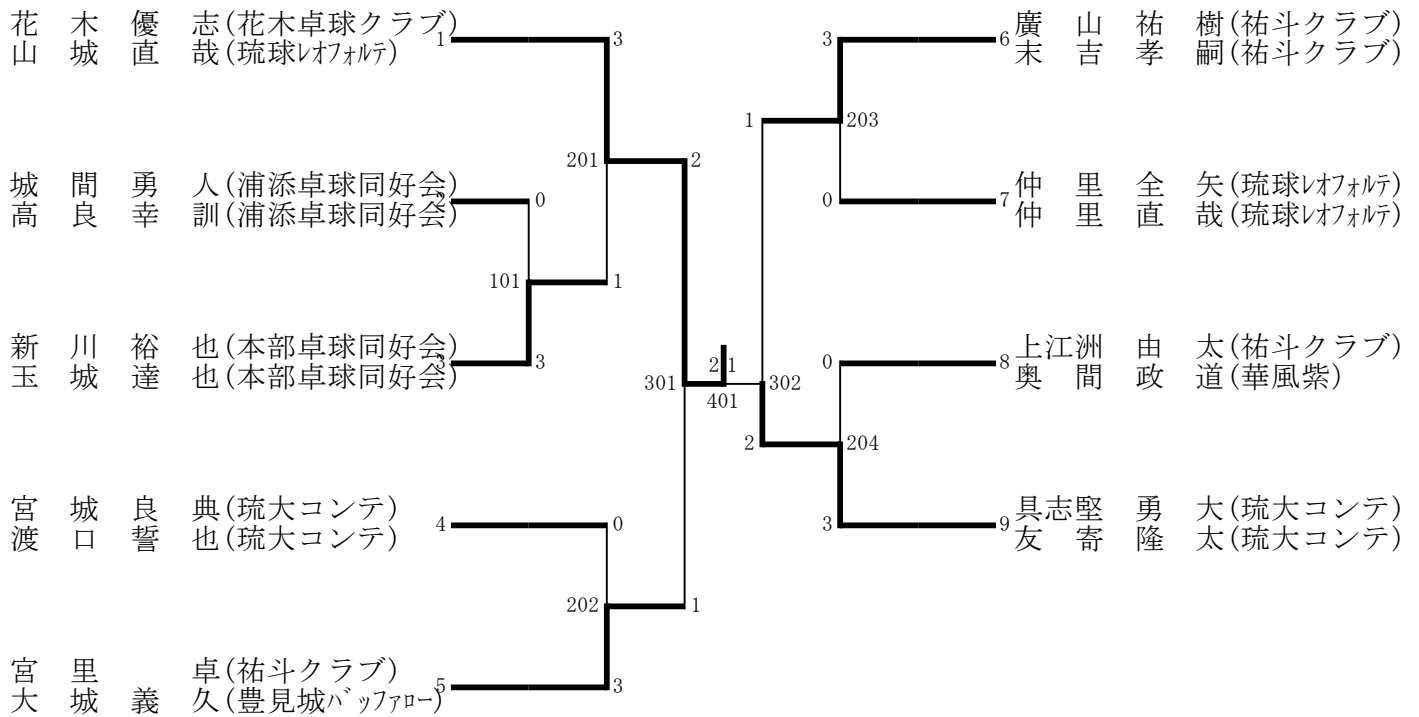 花木優志(花木卓球クラブ)
山城直哉(琉球ﾚｵﾌｫﾙﾃ)
1
3
201
2
城間勇人(浦添卓球同好会)
高良幸訓(浦添卓球同好会)
2
0
101
1
新川裕也(本部卓球同好会)
玉城達也(本部卓球同好会)
3
3
301
2
1
401
宮城良典(琉大コンテ)
渡口誓也(琉大コンテ)
4
0
202
1
宮里卓(祐斗クラブ)
大城義久(豊見城ﾊﾞｯﾌｧﾛｰ)
5
3
3
6
廣山祐樹(祐斗クラブ)
末吉孝嗣(祐斗クラブ)
1
203
0
7
仲里全矢(琉球ﾚｵﾌｫﾙﾃ)
仲里直哉(琉球ﾚｵﾌｫﾙﾃ)
302
0
8
上江洲由太(祐斗クラブ)
奥間政道(華風紫)
2
204
3
9
具志堅勇大(琉大コンテ)
友寄隆太(琉大コンテ)